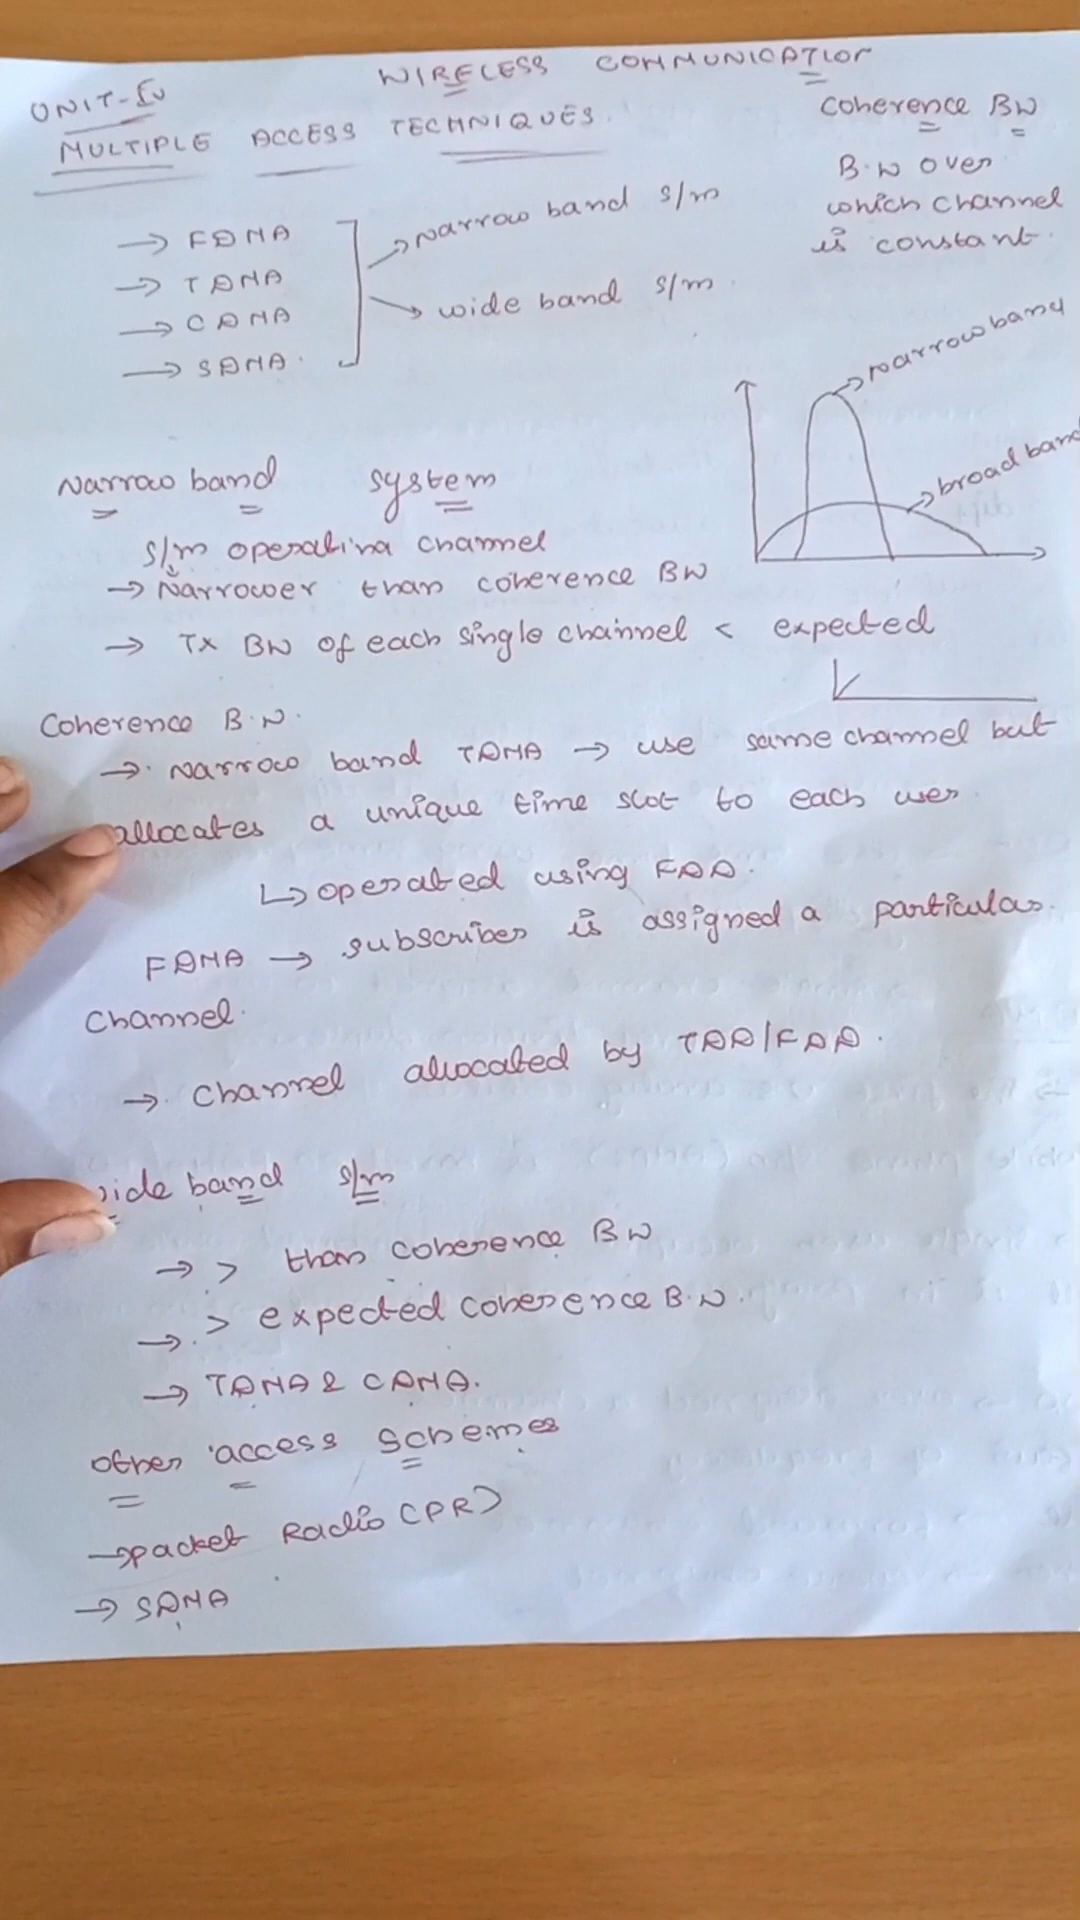 WIRELESS COMMUNICATION
UNIT-IV
MULTIPLE ACCESS TECHNIQUES.
Coherence BW
B.W over
which channel
is constant.
→ FDMA
→ TDMA
→ CDMA
→ SDMA.
→ Narrow band s/m
→ wide band s/m.
→ Narrow band
→ broad band
Narrow band system
s/m operating channel
→ Narrower than coherence BW
→ TX BW of each single channel < expected
Coherence B.W.
→ Narrow band TDMA → use same channel but
allocates a unique time slot to each user
↳ operated using FDD.
FDMA → subscriber is assigned a particular
channel.
→ channel allocated by TDD/FDD.
wide band s/m
→ > than coherence BW
→ > expected coherence B.W.
→ TDMA & CDMA.
other access schemes
→ packet Radio (PR)
→ SDMA